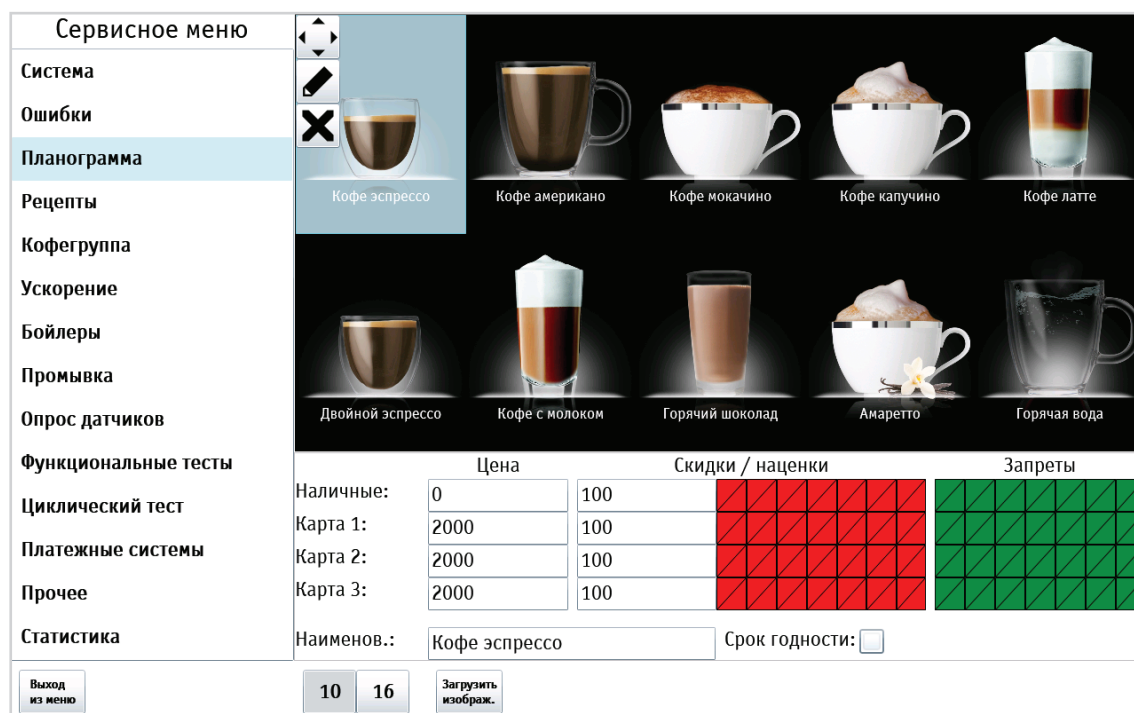 Сервисное меню
Система
Ошибки
Планограмма
Рецепты
Кофегруппа
Ускорение
Бойлеры
Промывка
Опрос датчиков
Функциональные тесты
Циклический тест
Платежные системы
Прочее
Статистика
Выход
из меню
Кофе эспрессо
Кофе американо
Кофе мокачино
Кофе капучино
Кофе латте
Двойной эспрессо
Кофе с молоком
Горячий шоколад
Амаретто
Горячая вода
Цена Скидки / наценки Запреты
Наличные: 0 100
Карта 1: 2000 100
Карта 2: 2000 100
Карта 3: 2000 100
Наименов.: Кофе эспрессо Срок годности:
10 16
Загрузить
изображ.